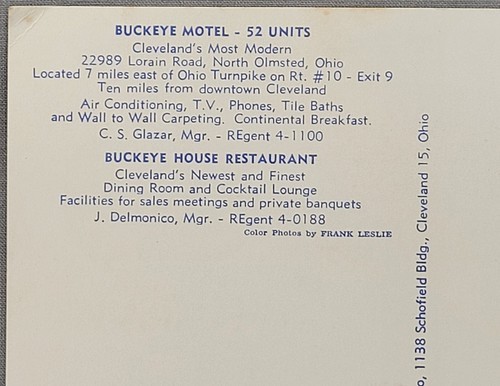 BUCKEYE MOTEL - 52 UNITS
Cleveland's Most Modern
22989 Lorain Road, North Olmsted, Ohio
Located 7 miles east of Ohio Turnpike on Rt. #10 - Exit 9
Ten miles from downtown Cleveland
Air Conditioning, T.V., Phones, Tile Baths
and Wall to Wall Carpeting. Continental Breakfast.
C. S. Glazar, Mgr. - REgent 4-1100
BUCKEYE HOUSE RESTAURANT
Cleveland's Newest and Finest
Dining Room and Cocktail Lounge
Facilities for sales meetings and private banquets
J. Delmonico, Mgr. - REgent 4-0188
Color Photos by FRANK LESLIE
1138 Schofield Bldg., Cleveland 15, Ohio